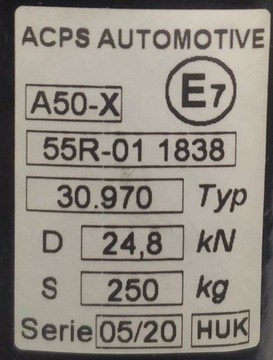 ACPS AUTOMOTIVE
A50-X E7
55R-01 1838
30.970 Typ
D 24,8 kN
S 250 kg
Serie 05/20 HUK